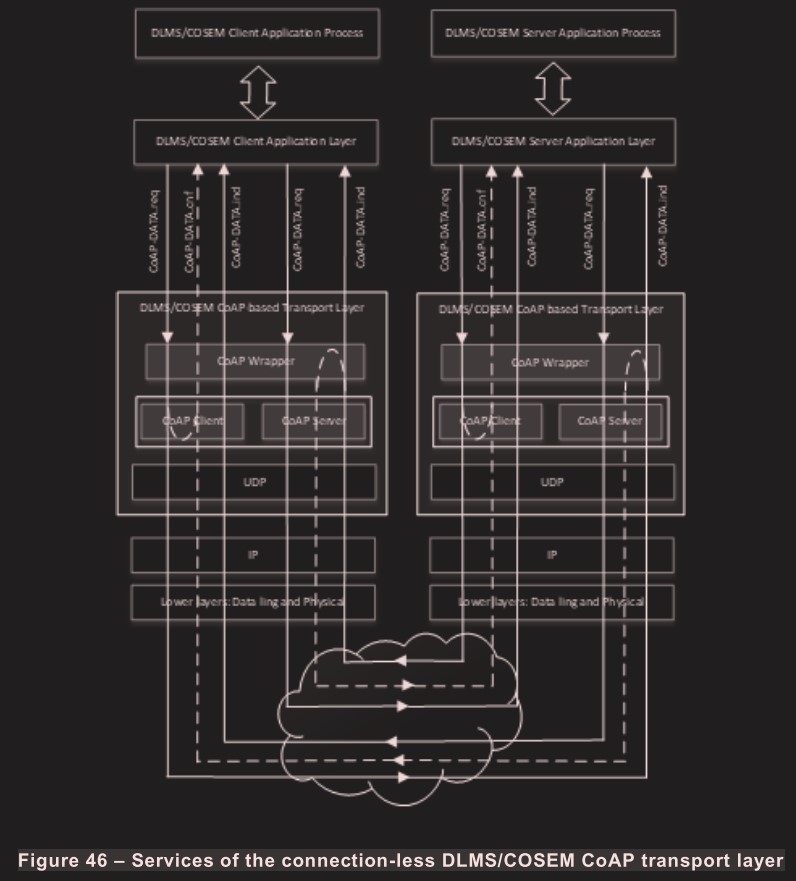 DLMS/COSEM Client Application Process
DLMS/COSEM Server Application Process
DLMS/COSEM Client Application Layer
DLMS/COSEM Server Application Layer
CoAP-DATA.req
CoAP-DATA.cnf
CoAP-DATA.ind
CoAP-DATA.req
CoAP-DATA.ind
CoAP-DATA.req
CoAP-DATA.cnf
CoAP-DATA.ind
CoAP-DATA.req
CoAP-DATA.ind
DLMS/COSEM CoAP based Transport Layer
DLMS/COSEM CoAP based Transport Layer
CoAP Wrapper
CoAP Wrapper
CoAP Client
CoAP Server
CoAP Client
CoAP Server
UDP
UDP
IP
IP
Lower layers: Data ling and Physical
Lower layers: Data ling and Physical
Figure 46 – Services of the connection-less DLMS/COSEM CoAP transport layer